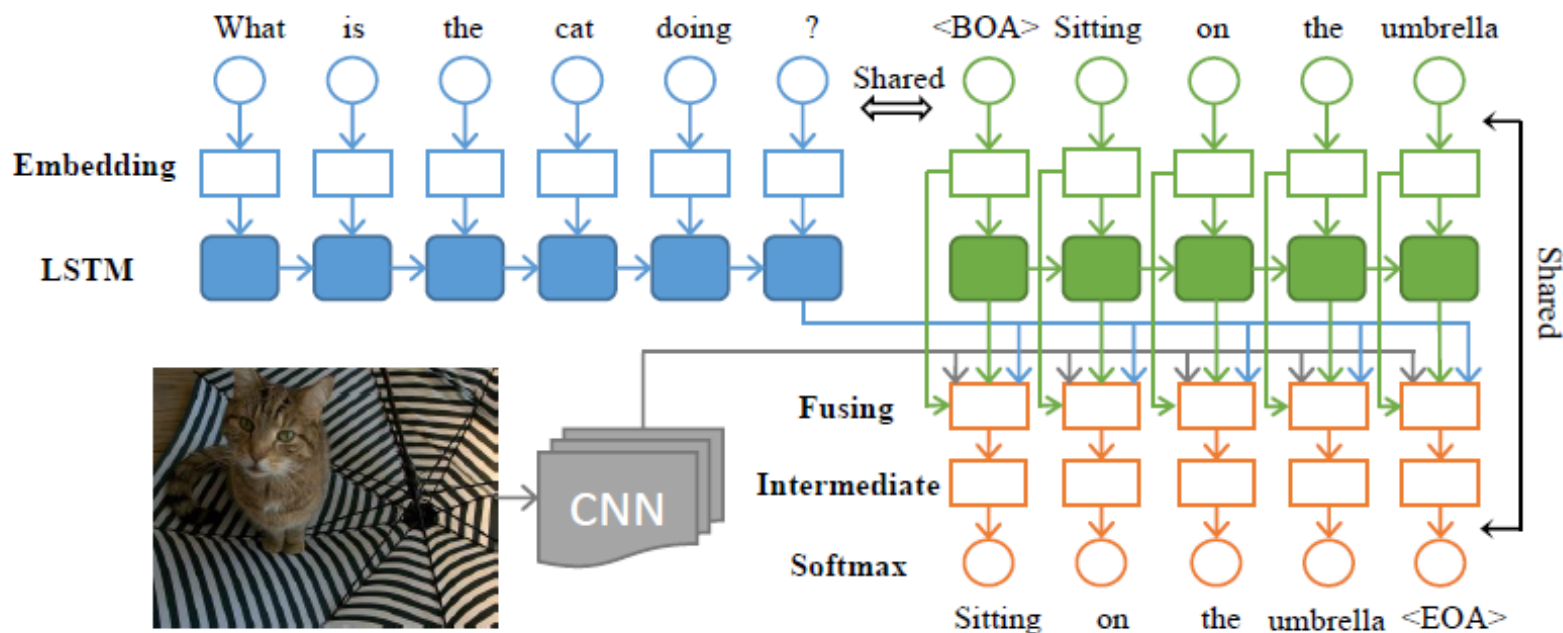 What is the cat doing ? <BOA> Sitting on the umbrella
Shared
Embedding
LSTM
Shared
Fusing
CNN
Intermediate
Softmax
Sitting on the umbrella <EOA>